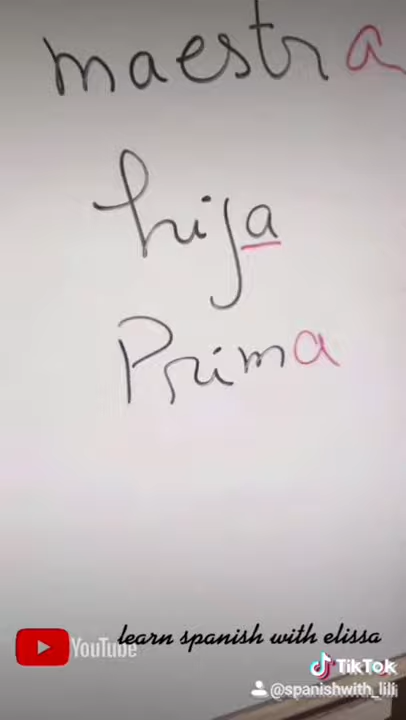 maestra
hija
Prima
learn spanish with elissa
YouTube
TikTok
@spanishwith_lili